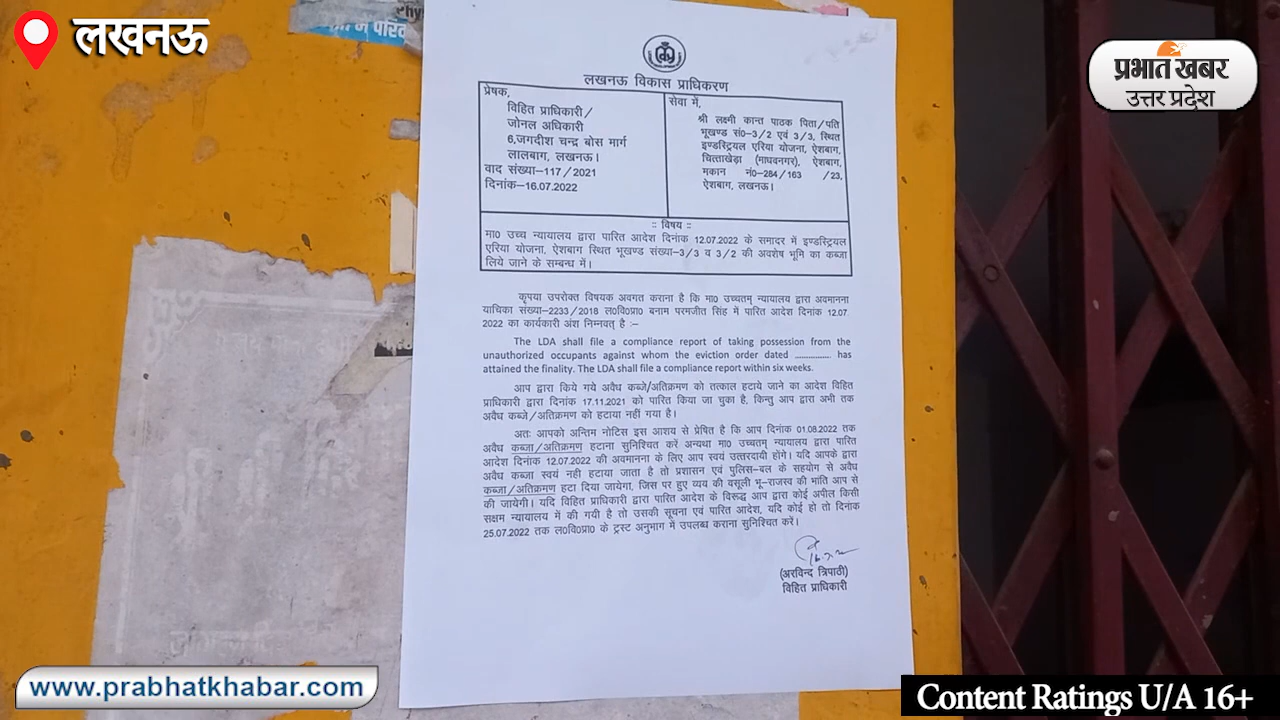 लखनऊ
प्रभात खबर
उत्तर प्रदेश
लखनऊ विकास प्राधिकरण
प्रेषक,
विहित प्राधिकारी/
जोनल अधिकारी
6,जगदीश चन्द्र बोस मार्ग
लालबाग, लखनऊ।
वाद संख्या-117/2021
दिनांक-16.07.2022
सेवा में,
श्री लक्ष्मी कान्त पाठक पिता/पति
भूखण्ड सं0-3/2 एवं 3/3, स्थित
इण्डस्ट्रियल एरिया योजना, ऐशबाग,
चित्ताखेड़ा (माधवनगर), ऐशबाग,
मकान नं0-284/163 /23,
ऐशबाग, लखनऊ।
:: विषय ::
मा0 उच्च न्यायालय द्वारा पारित आदेश दिनांक 12.07.2022 के समादर में इण्डस्ट्रियल
एरिया योजना, ऐशबाग स्थित भूखण्ड संख्या-3/3 व 3/2 की अवशेष भूमि का कब्जा
लिये जाने के सम्बन्ध में।
कृपया उपरोक्त विषयक अवगत कराना है कि मा0 उच्चतम् न्यायालय द्वारा अवमानना
याचिका संख्या-2233/2018 ल0वि0प्रा0 बनाम परमजीत सिंह में पारित आदेश दिनांक 12.07.
2022 का कार्यकारी अंश निम्नवत् है :-
The LDA shall file a compliance report of taking possession from the
unauthorized occupants against whom the eviction order dated ............... has
attained the finality. The LDA shall file a compliance report within six weeks.
आप द्वारा किये गये अवैध कब्जे/अतिक्रमण को तत्काल हटाये जाने का आदेश विहित
प्राधिकारी द्वारा दिनांक 17.11.2021 को पारित किया जा चुका है, किन्तु आप द्वारा अभी तक
अवैध कब्जे/अतिक्रमण को हटाया नहीं गया है।
अतः आपको अन्तिम नोटिस इस आशय से प्रेषित है कि आप दिनांक 01.08.2022 तक
अवैध कब्जा/अतिक्रमण हटाना सुनिश्चित करें अन्यथा मा0 उच्चतम् न्यायालय द्वारा पारित
आदेश दिनांक 12.07.2022 की अवमानना के लिए आप स्वयं उत्तरदायी होंगे। यदि आपके द्वारा
अवैध कब्जा स्वयं नही हटाया जाता है तो प्रशासन एवं पुलिस-बल के सहयोग से अवैध
कब्जा/अतिक्रमण हटा दिया जायेगा, जिस पर हुए व्यय की वसूली भू-राजस्व की भांति आप से
की जायेगी। यदि विहित प्राधिकारी द्वारा पारित आदेश के विरूद्ध आप द्वारा कोई अपील किसी
सक्षम न्यायालय में की गयी है तो उसकी सूचना एवं पारित आदेश, यदि कोई हो तो दिनांक
25.07.2022 तक ल0वि0प्रा0 के ट्रस्ट अनुभाग में उपलब्ध कराना सुनिश्चित करें।
(अरविन्द त्रिपाठी)
विहित प्राधिकारी
www.prabhatkhabar.com
Content Ratings U/A 16+